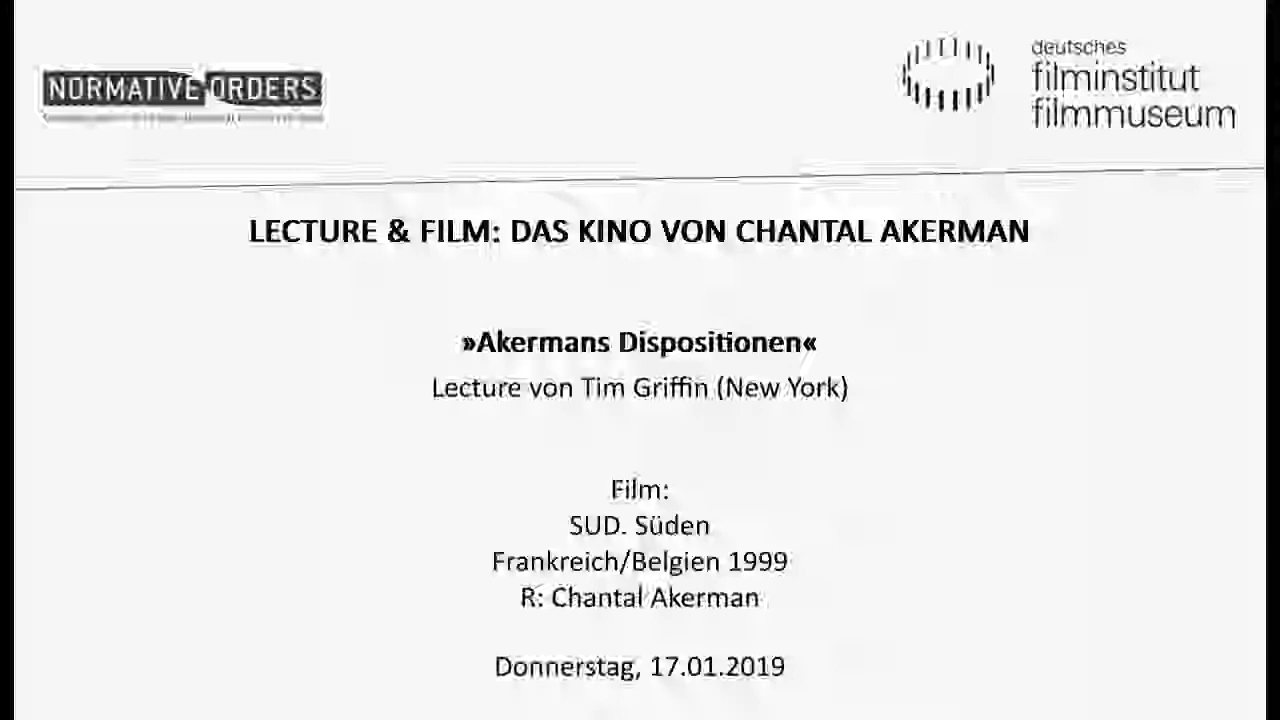 NORMATIVE ORDERS
deutsches
filminstitut
filmmuseum
LECTURE & FILM: DAS KINO VON CHANTAL AKERMAN
»Akermans Dispositionen«
Lecture von Tim Griffin (New York)
Film:
SUD. Süden
Frankreich/Belgien 1999
R: Chantal Akerman
Donnerstag, 17.01.2019